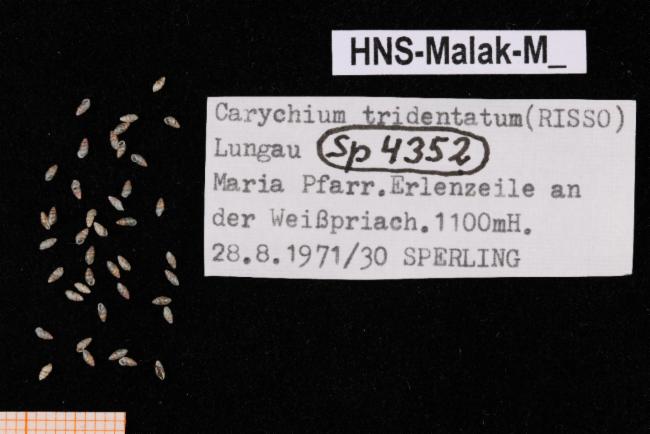 HNS-Malak-M_
Carychium tridentatum(RISSO)
Lungau Sp 4352
Maria Pfarr.Erlenzeile an
der Weißpriach.1100mH.
28.8.1971/30 SPERLING